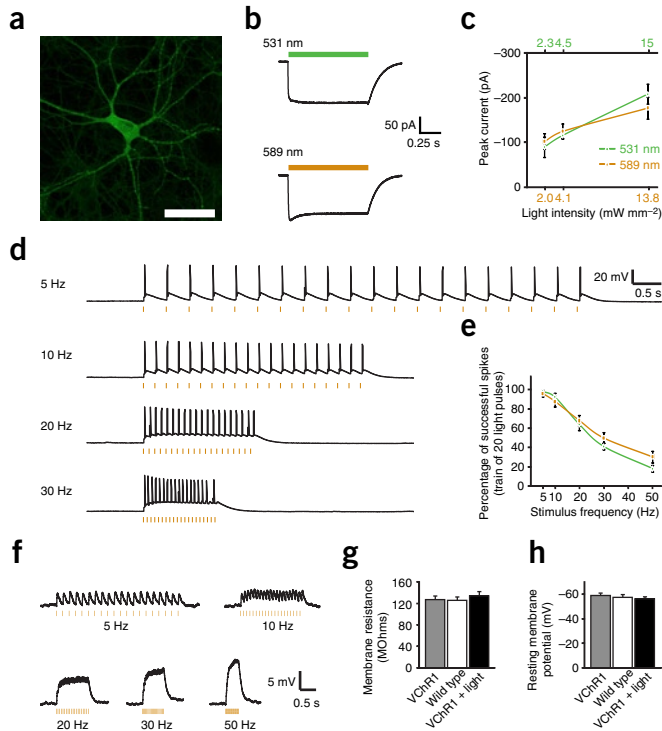 a
b
531 nm
589 nm
50 pA
0.25 s
c
2.3 4.5 15
−300
−200
−100
0
Peak current (pA)
531 nm
589 nm
2.0 4.1 13.8
Light intensity (mW mm−2)
d
5 Hz
10 Hz
20 Hz
30 Hz
20 mV
0.5 s
e
100
80
60
40
20
0
Percentage of successful spikes
(train of 20 light pulses)
5 10 20 30 40 50
Stimulus frequency (Hz)
f
5 Hz
10 Hz
20 Hz
30 Hz
50 Hz
5 mV
0.5 s
g
160
120
80
40
0
Membrane resistance
(MOhms)
VChR1
Wild type
VChR1 + light
h
−60
−40
−20
0
Resting membrane
potential (mV)
VChR1
Wild type
VChR1 + light